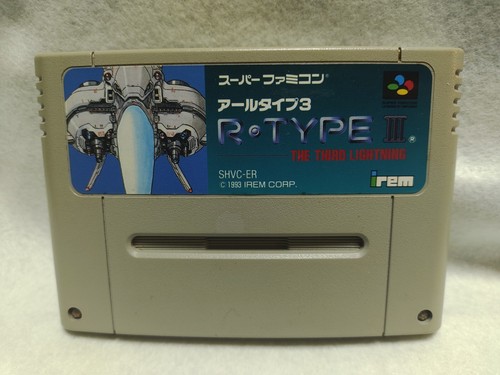 スーパーファミコン
アールタイプ3
R・TYPE III ®
THE THIRD LIGHTNING
SHVC-ER
© 1993 IREM CORP.
irem